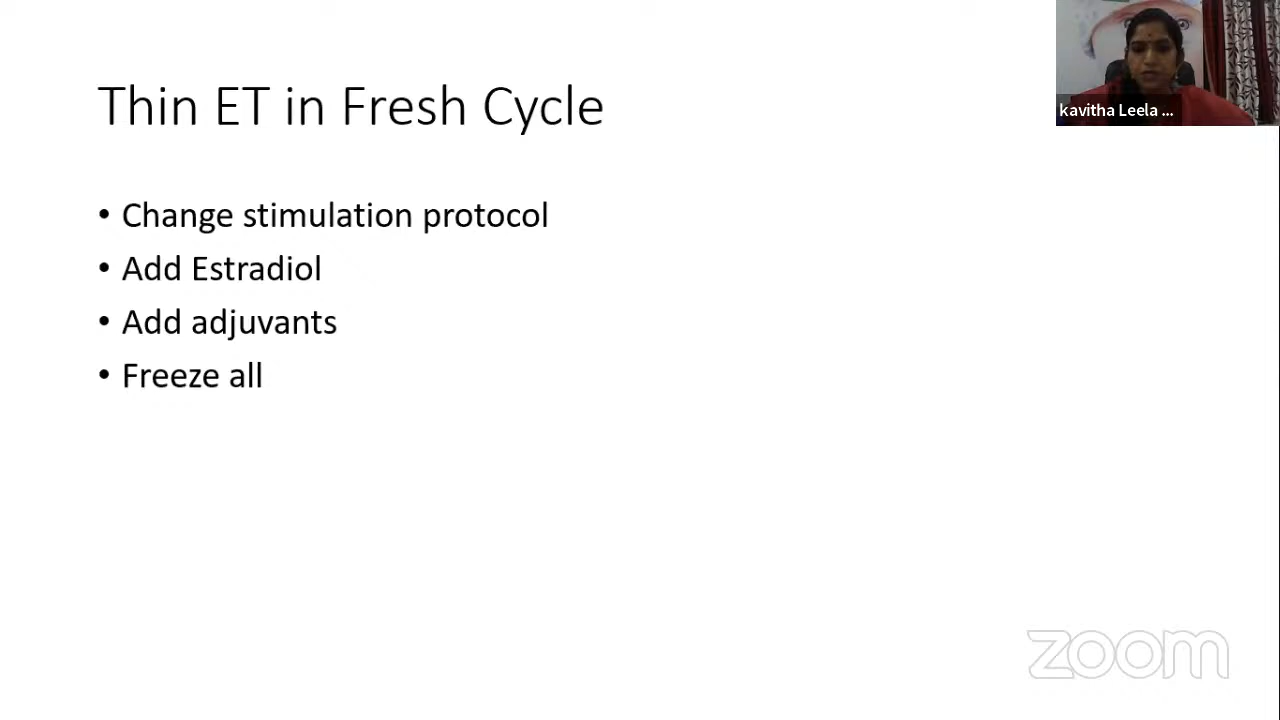 Thin ET in Fresh Cycle
kavitha Leela ...
• Change stimulation protocol
• Add Estradiol
• Add adjuvants
• Freeze all
zoom